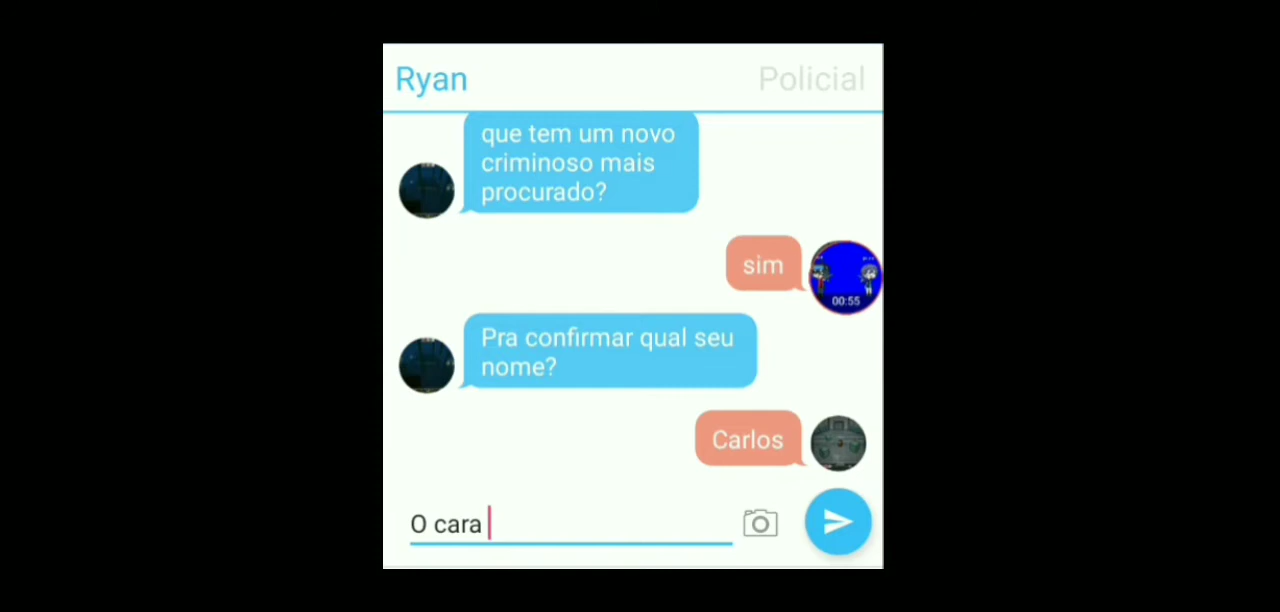 Ryan
Policial
que tem um novo
criminoso mais
procurado?
sim
00:55
Pra confirmar qual seu
nome?
Carlos
O cara